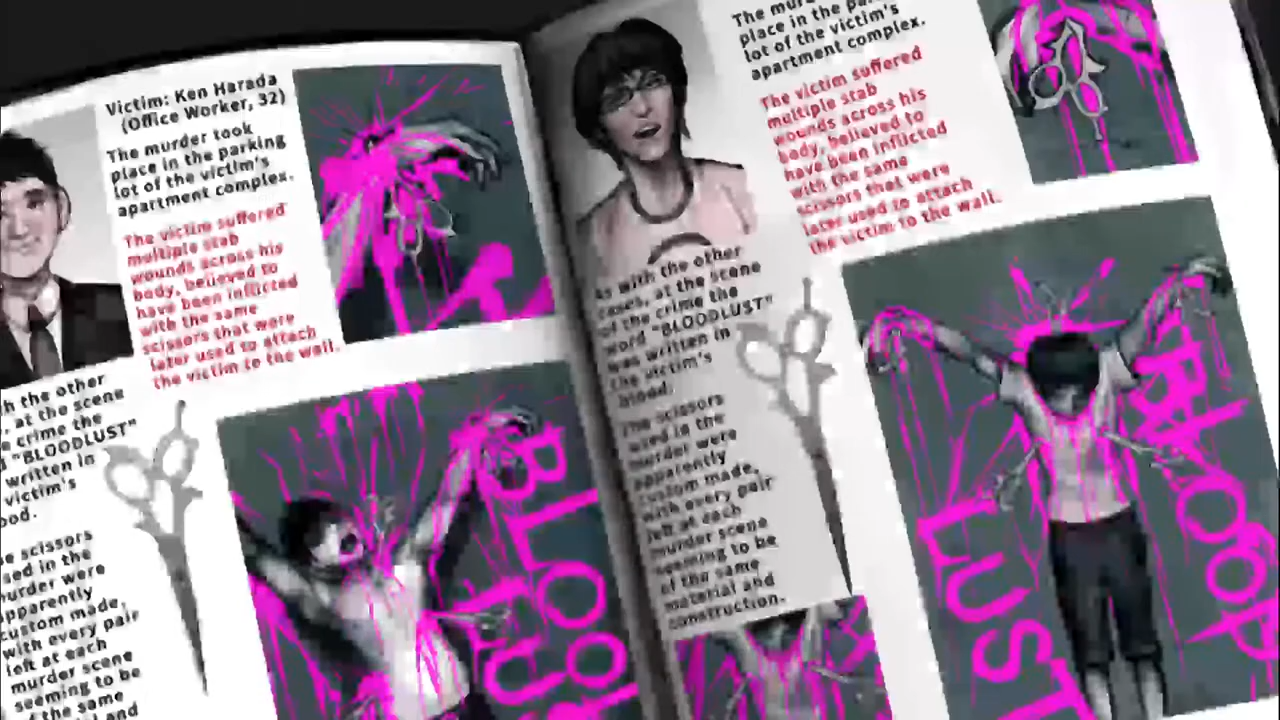 Victim: Ken Harada
(Office Worker, 32)
The murder took
place in the parking
lot of the victim's
apartment complex.
The victim suffered
multiple stab
wounds across his
body, believed to
have been inflicted
with the same
scissors that were
later used to attach
the victim to the wall.
the other
at the scene
crime the
"BLOODLUST"
written in
victim's
scissors
used in the
murder were
apparently
custom made,
with every pair
left at each
murder scene
seeming to be
of the same
and
BLOOD
LUS
The
place in the
lot of the victim's
apartment complex.
The victim suffered
multiple stab
wounds across his
body, believed to
have been inflicted
with the same
scissors that were
later used to attach
the victim to the wall.
As with the other
cases, at the scene
of the crime the
word "BLOODLUST"
was written in
the victim's
blood.
The scissors
used in the
murder were
apparently
custom made,
with every pair
left at each
murder scene
seeming to be
of the same
material and
construction.
BLOOD
LUST